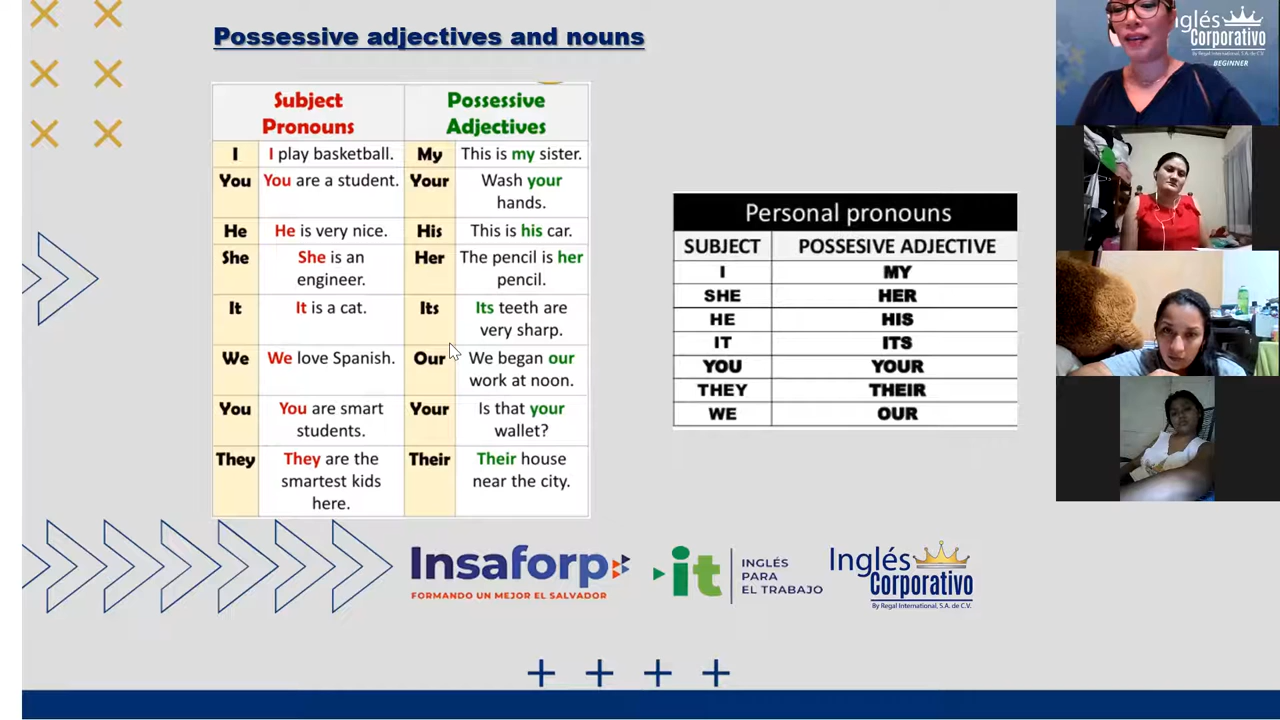 Possessive adjectives and nouns
Subject Pronouns
Possessive Adjectives
I
I play basketball.
My
This is my sister.
You
You are a student.
Your
Wash your
hands.
He
He is very nice.
His
This is his car.
She
She is an
engineer.
Her
The pencil is her
pencil.
It
It is a cat.
Its
Its teeth are
very sharp.
We
We love Spanish.
Our
We began our
work at noon.
You
You are smart
students.
Your
Is that your
wallet?
They
They are the
smartest kids
here.
Their
Their house
near the city.
Personal pronouns
SUBJECT
POSSESIVE ADJECTIVE
I
MY
SHE
HER
HE
HIS
IT
ITS
YOU
YOUR
THEY
THEIR
WE
OUR
Insaforp
FORMANDO UN MEJOR EL SALVADOR
it
INGLÉS
PARA
EL TRABAJO
Inglés
Corporativo
By Regal International, S.A. de C.V.
nglés
Corporativo
By Regal International, S.A. de C.V.
BEGINNER